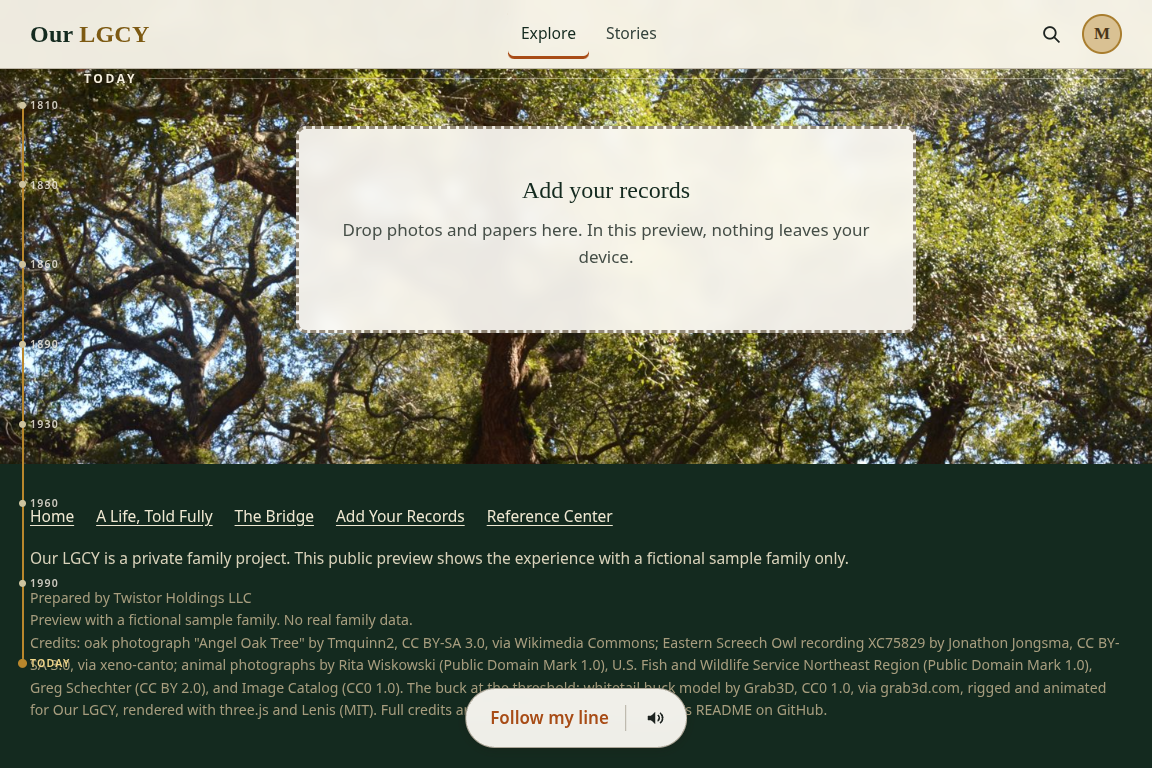 Our LGCY
Explore
Stories
M
TODAY
1810
1830
1860
1890
1930
1960
1990
TODAY
Add your records
Drop photos and papers here. In this preview, nothing leaves your
device.
Home
A Life, Told Fully
The Bridge
Add Your Records
Reference Center
Our LGCY is a private family project. This public preview shows the experience with a fictional sample family only.
Prepared by Twistor Holdings LLC
Preview with a fictional sample family. No real family data.
Credits: oak photograph "Angel Oak Tree" by Tmquinn2, CC BY-SA 3.0, via Wikimedia Commons; Eastern Screech Owl recording XC75829 by Jonathon Jongsma, CC BY-
SA 3.0, via xeno-canto; animal photographs by Rita Wiskowski (Public Domain Mark 1.0), U.S. Fish and Wildlife Service Northeast Region (Public Domain Mark 1.0),
Greg Schechter (CC BY 2.0), and Image Catalog (CC0 1.0). The buck at the threshold: whitetail buck model by Grab3D, CC0 1.0, via grab3d.com, rigged and animated
for Our LGCY, rendered with three.js and Lenis (MIT). Full credits README on GitHub.
Follow my line